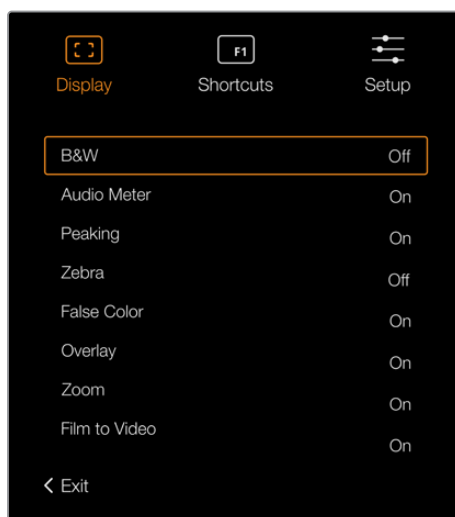 F1
Display Shortcuts Setup
B&W Off
Audio Meter On
Peaking On
Zebra Off
False Color On
Overlay On
Zoom On
Film to Video On
Exit